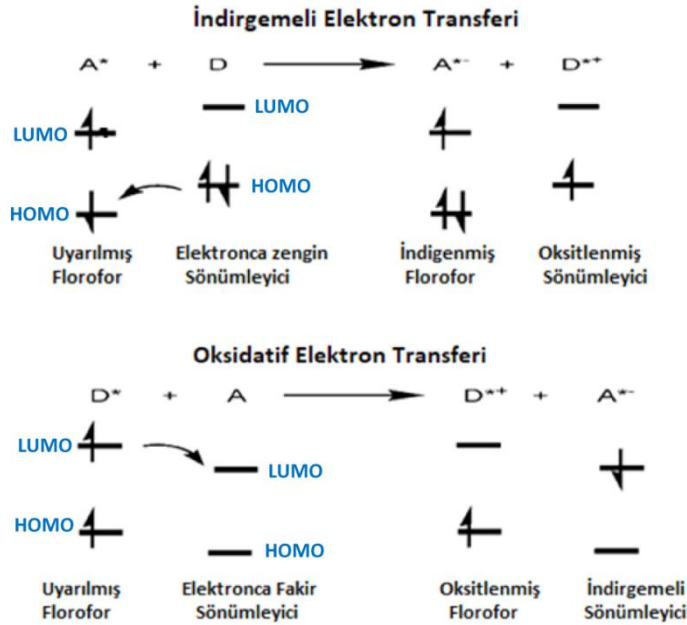 İndirgemeli Elektron Transferi
A* + D A*- + D*+
LUMO
LUMO
HOMO
HOMO
Uyarılmış Elektronca zengin İndigenmiş Oksitlenmiş
Florofor Sönümleyici Florofor Sönümleyici
Oksidatif Elektron Transferi
D* + A D*+ + A*-
LUMO
LUMO
HOMO
HOMO
Uyarılmış Elektronca Fakir Oksitlenmiş İndirgemeli
Florofor Sönümleyici Florofor Sönümleyici